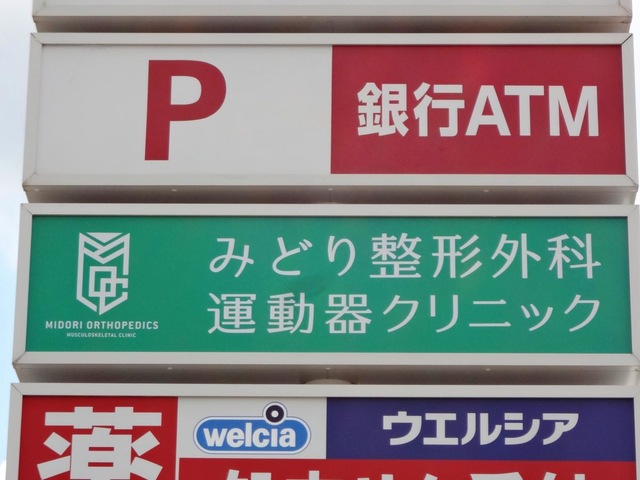 P 銀行ATM
みどり整形外科
運動器クリニック
MIDORI ORTHOPEDICS
MUSCULOSKELETAL CLINIC
薬 welcia ウエルシア